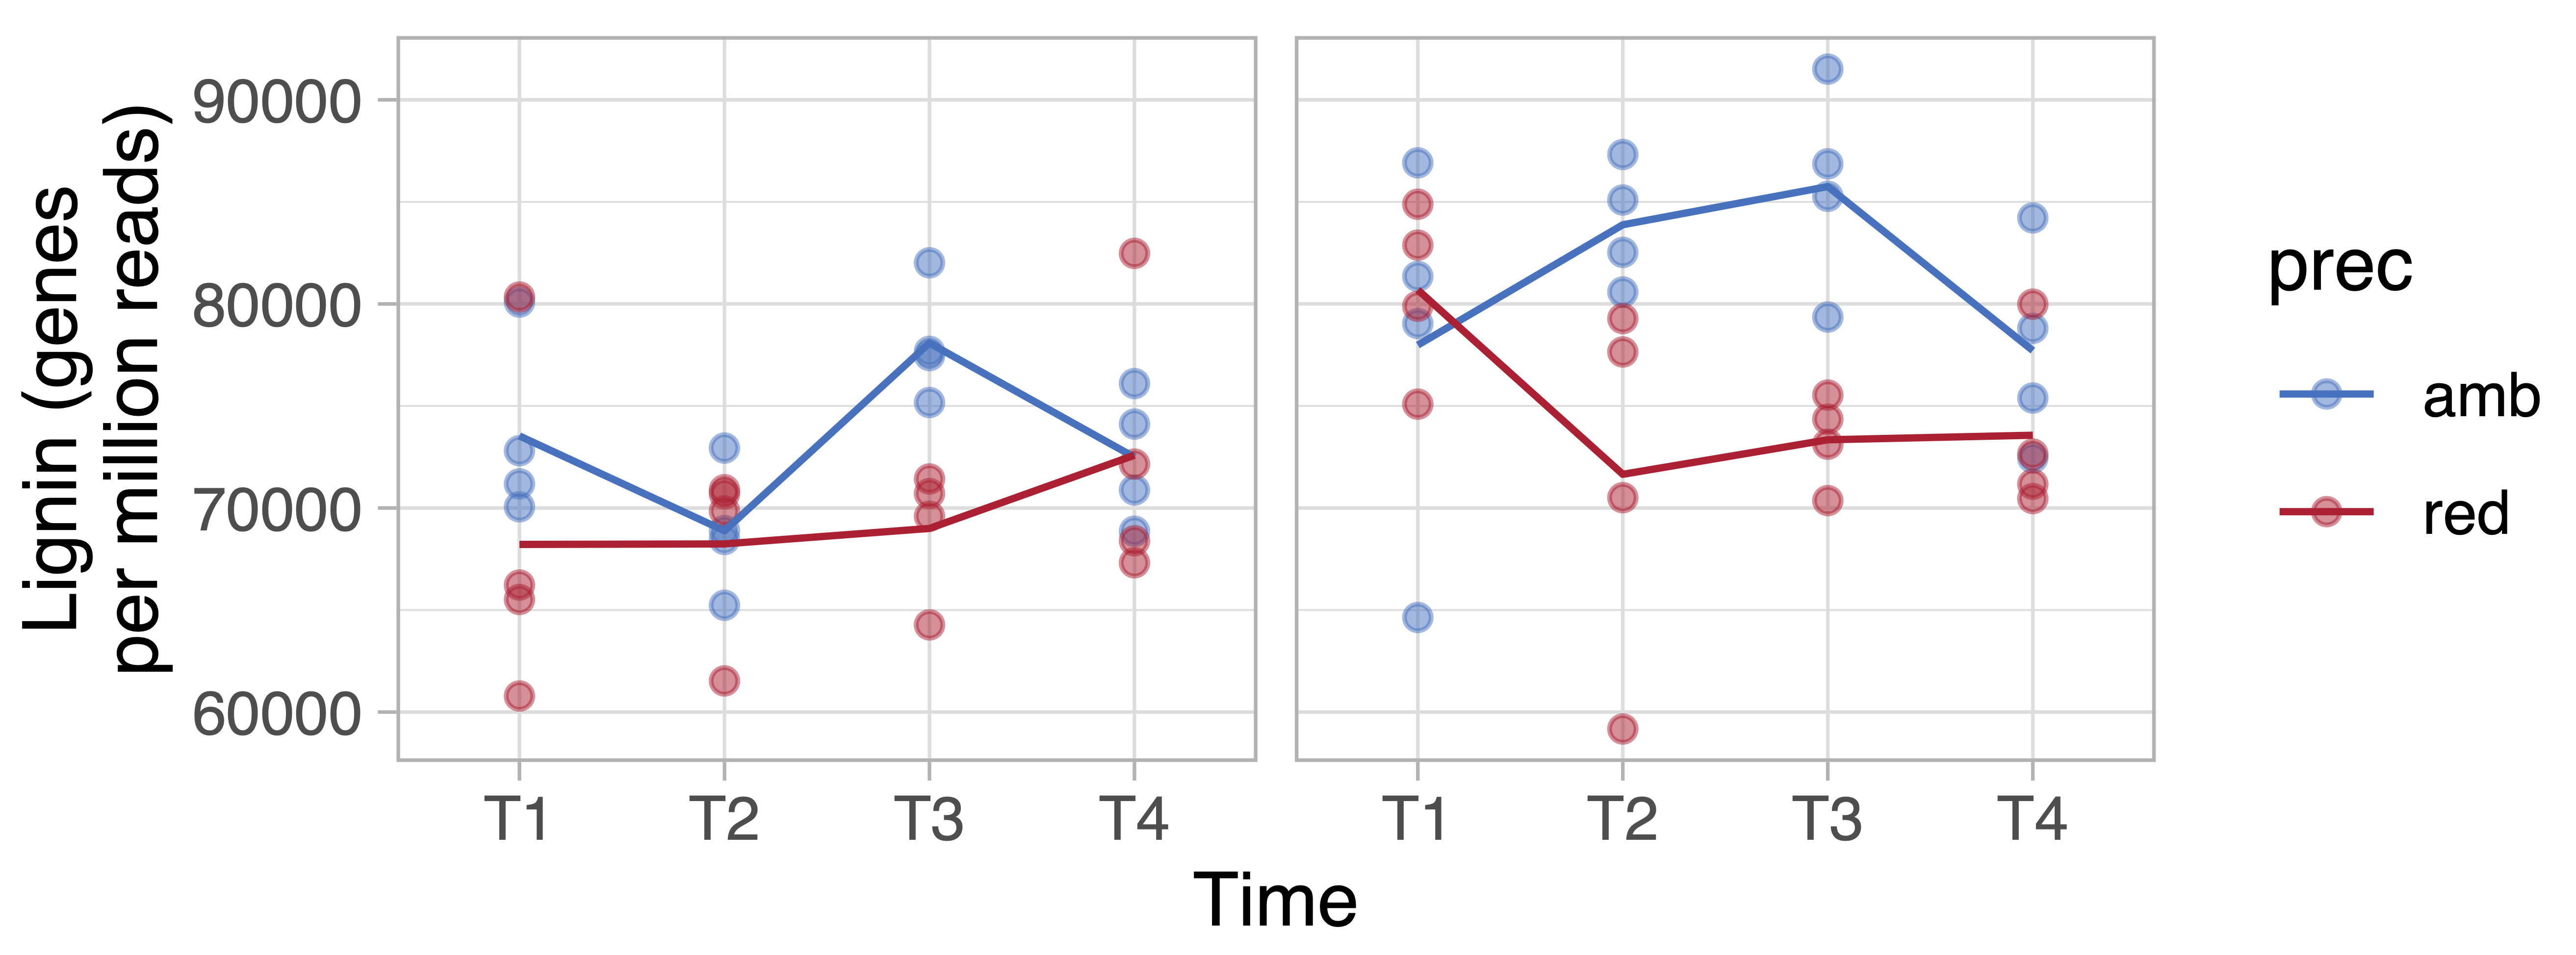 Lignin (genes
per million reads)
90000
80000
70000
60000
T1 T2 T3 T4
T1 T2 T3 T4
Time
prec
amb
red